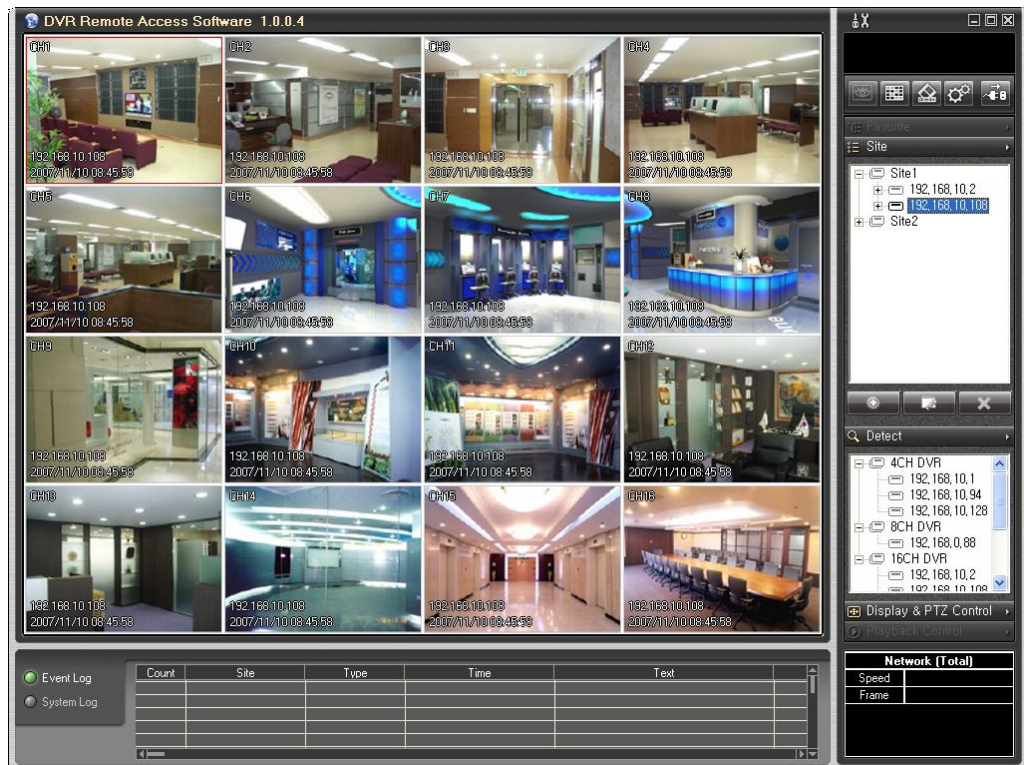 DVR Remote Access Software 1.0.0.4
CH1
192.168.10.108
2007/11/10 08:45:58
CH2
192.168.10.108
2007/11/10 08:45:58
CH3
192.168.10.108
2007/11/10 08:45:58
CH4
192.168.10.108
2007/11/10 08:45:58
CH5
192.168.10.108
2007/11/10 08:45:58
CH6
192.168.10.108
2007/11/10 08:45:58
CH7
192.168.10.108
2007/11/10 08:45:58
CH8
192.168.10.108
2007/11/10 08:45:58
CH9
192.168.10.108
2007/11/10 08:45:58
CH10
192.168.10.108
2007/11/10 08:45:58
CH11
192.168.10.108
2007/11/10 08:45:58
CH12
192.168.10.108
2007/11/10 08:45:58
CH13
192.168.10.108
2007/11/10 08:45:58
CH14
192.168.10.108
2007/11/10 08:45:58
CH15
192.168.10.108
2007/11/10 08:45:58
CH16
192.168.10.108
2007/11/10 08:45:58
Favorite
Site
Site1
192,168,10,2
192,168,10,108
Site2
Detect
4CH DVR
192,168,10,1
192,168,10,94
192,168,10,128
8CH DVR
192,168,0,88
16CH DVR
192,168,10,2
192,168,10,108
Display & PTZ Control
Playback Control
Event Log
System Log
Count Site Type Time Text
Network (Total)
Speed
Frame